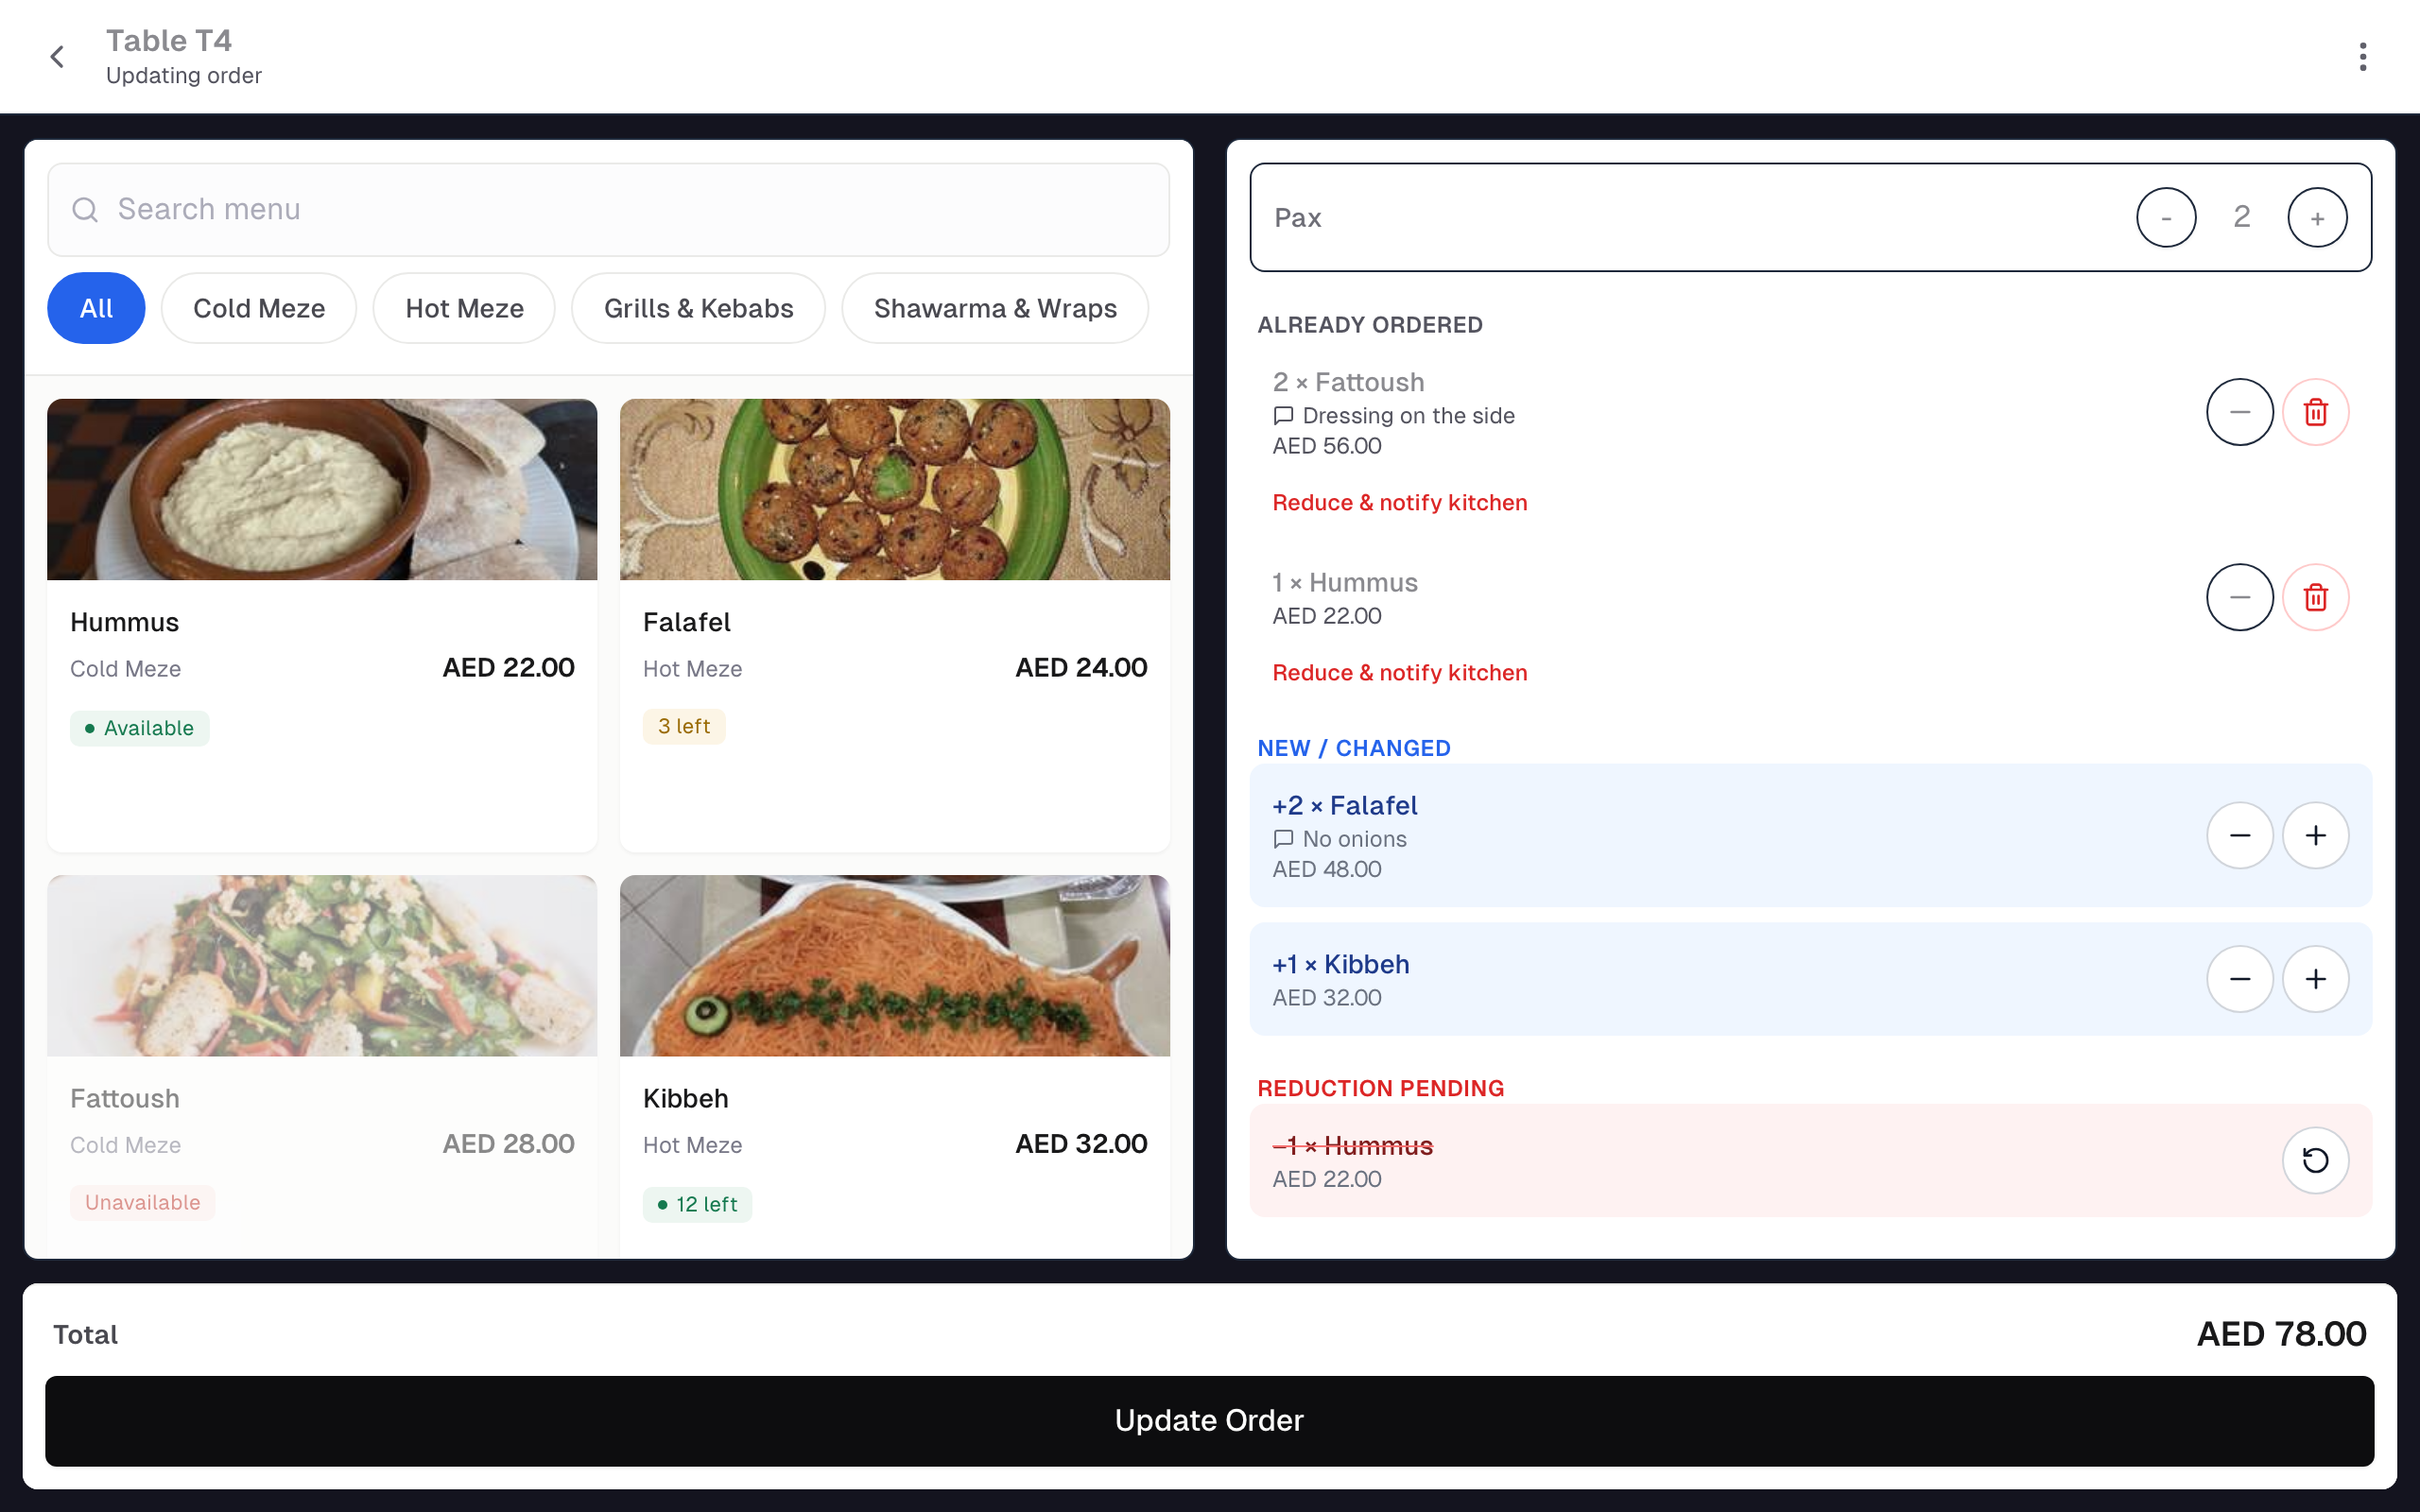 Table T4
Updating order
Search menu
All
Cold Meze
Hot Meze
Grills & Kebabs
Shawarma & Wraps
Hummus
Cold Meze
AED 22.00
Available
Falafel
Hot Meze
AED 24.00
3 left
Fattoush
Cold Meze
AED 28.00
Unavailable
Kibbeh
Hot Meze
AED 32.00
12 left
Pax
- 2 +
ALREADY ORDERED
2 × Fattoush
Dressing on the side
AED 56.00
Reduce & notify kitchen
1 × Hummus
AED 22.00
Reduce & notify kitchen
NEW / CHANGED
+2 × Falafel
No onions
AED 48.00
+1 × Kibbeh
AED 32.00
REDUCTION PENDING
−1 × Hummus
AED 22.00
Total
AED 78.00
Update Order